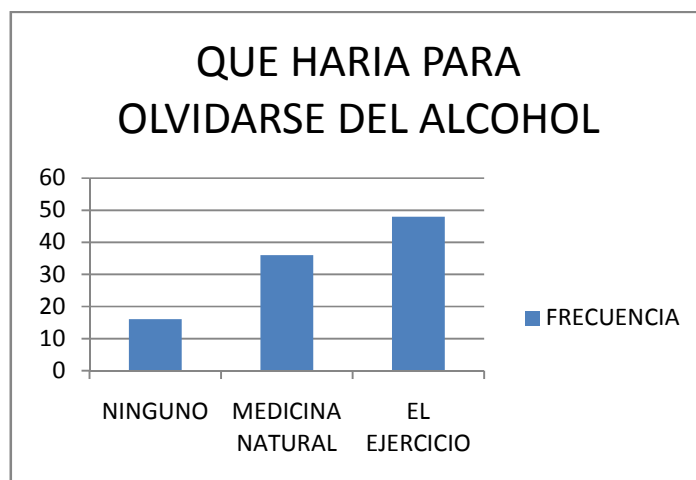 QUE HARIA PARA
OLVIDARSE DEL ALCOHOL
60
50
40
30
20
10
0
NINGUNO
MEDICINA
NATURAL
EL
EJERCICIO
FRECUENCIA